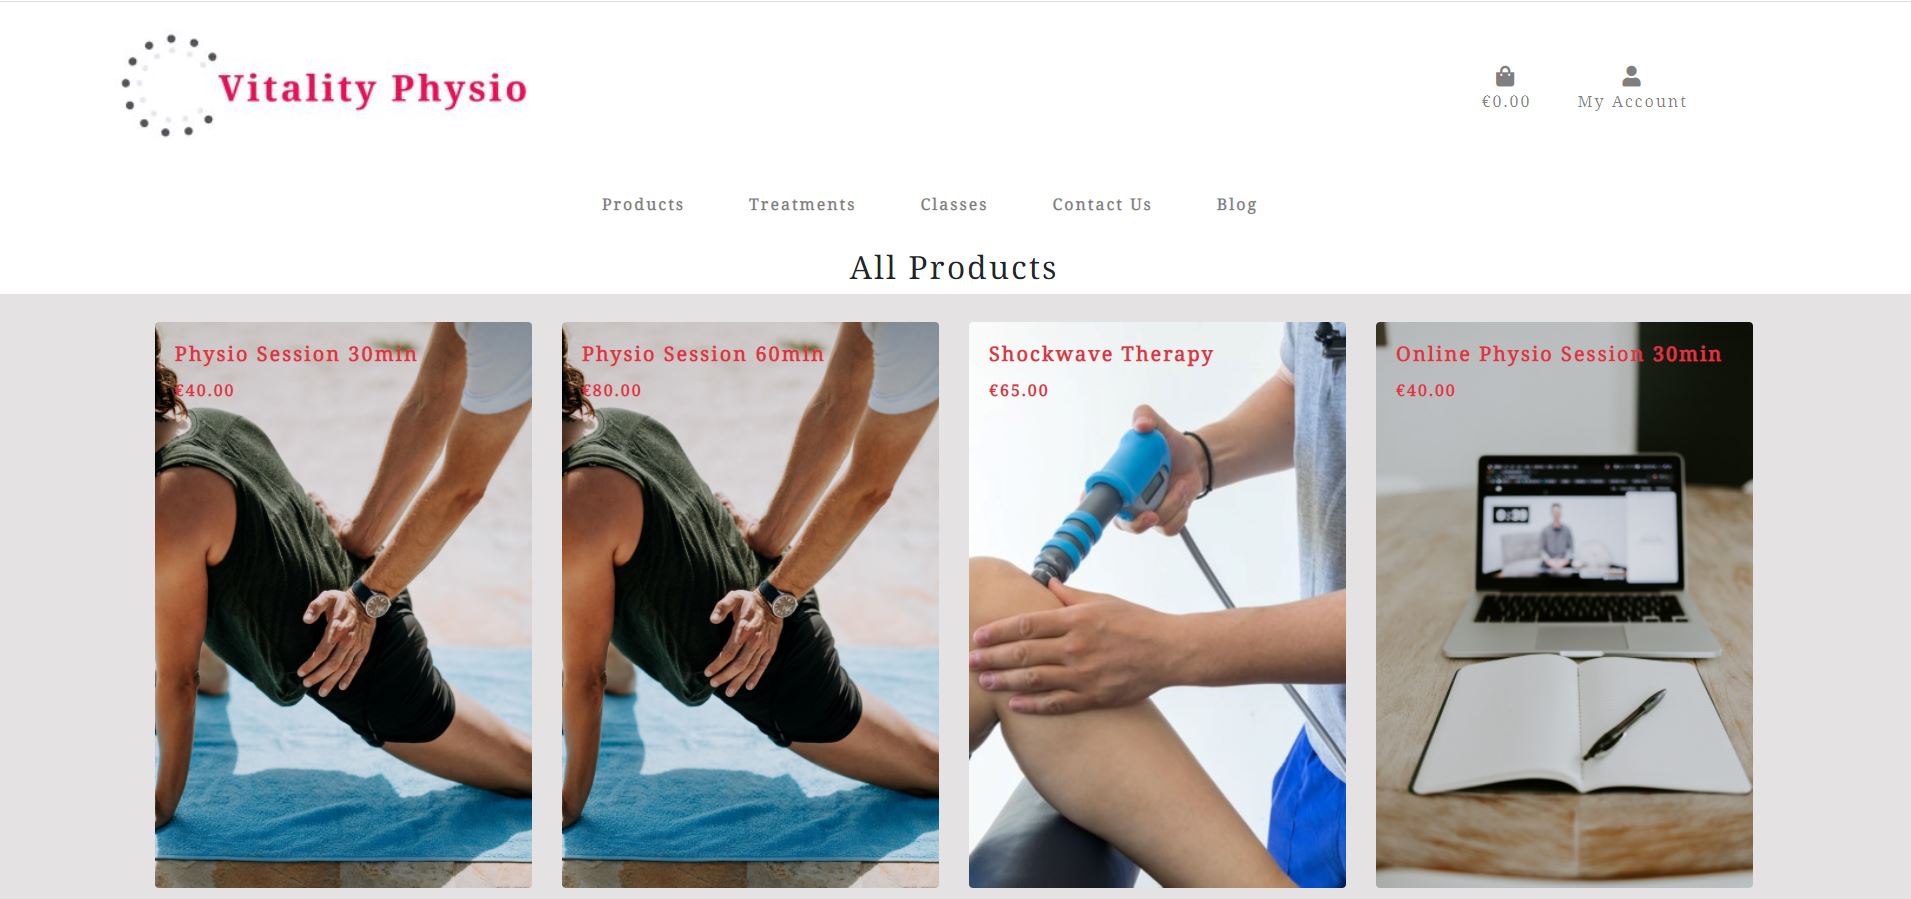 Vitality Physio
€0.00
My Account
Products Treatments Classes Contact Us Blog
All Products
Physio Session 30min
€40.00
Physio Session 60min
€80.00
Shockwave Therapy
€65.00
Online Physio Session 30min
€40.00